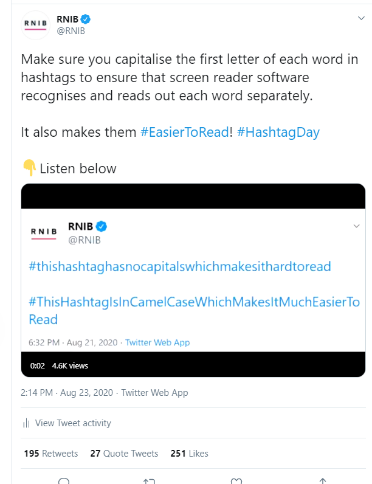 RNIB
RNIB
@RNIB
Make sure you capitalise the first letter of each word in
hashtags to ensure that screen reader software
recognises and reads out each word separately.
It also makes them #EasierToRead! #HashtagDay
Listen below
RNIB
RNIB
@RNIB
#thishashtaghasnocapitalswhichmakesithardtoread
#ThisHashtagIsInCamelCaseWhichMakesItMuchEasierTo
Read
6:32 PM · Aug 21, 2020 · Twitter Web App
0:02 4.6K views
2:14 PM · Aug 23, 2020 · Twitter Web App
View Tweet activity
195 Retweets 27 Quote Tweets 251 Likes